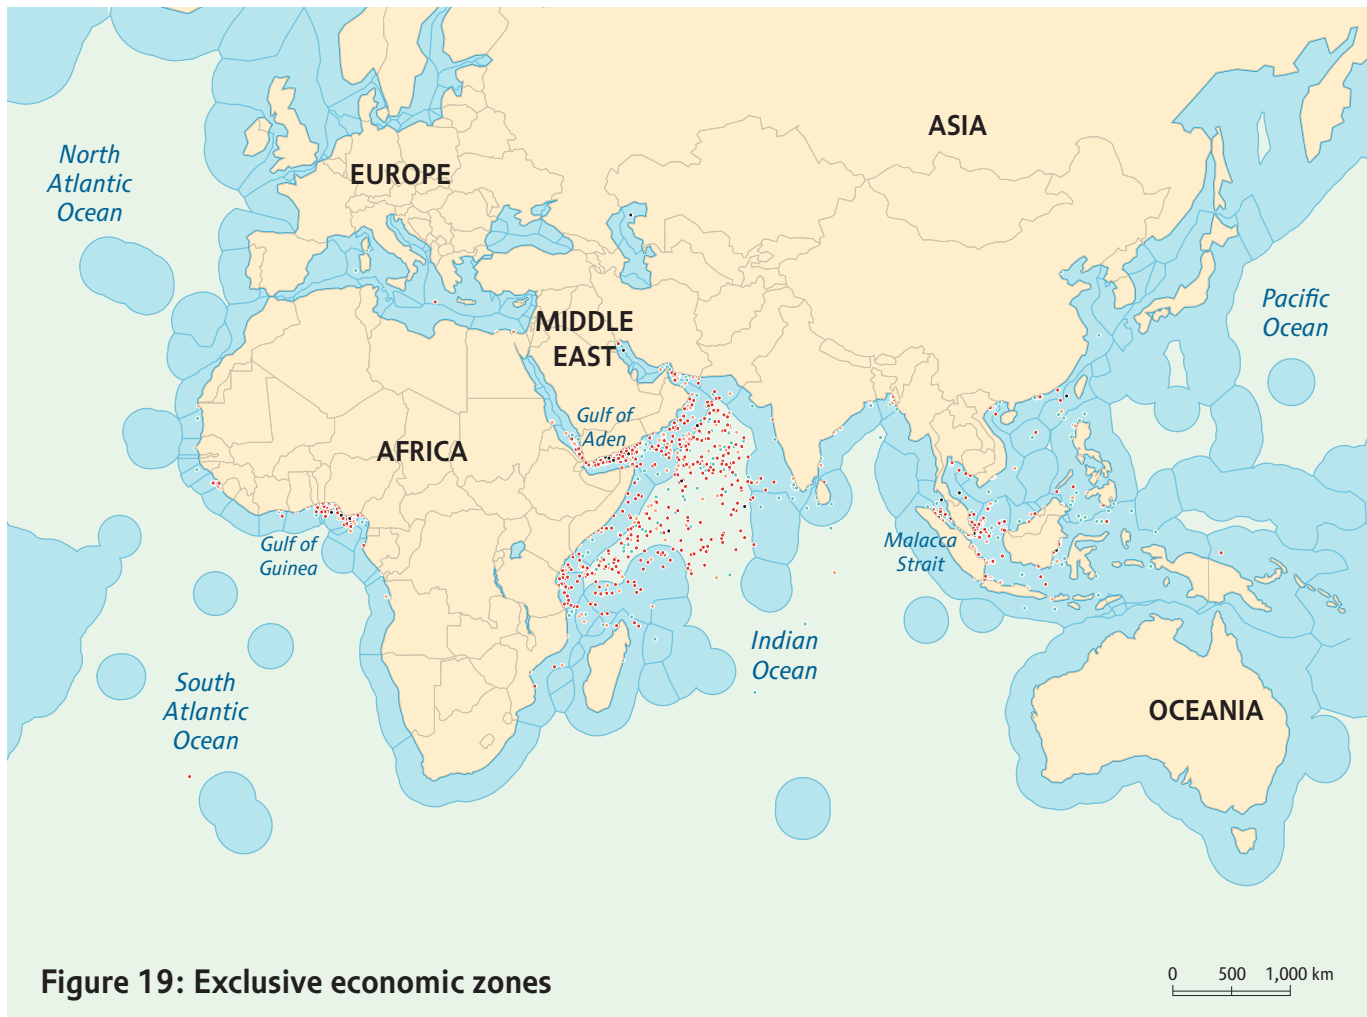 ASIA
North
Atlantic
Ocean
EUROPE
Pacific
Ocean
MIDDLE
EAST
Gulf of
Aden
AFRICA
Gulf of
Guinea
Malacca
Strait
Indian
Ocean
South
Atlantic
Ocean
OCEANIA
Figure 19: Exclusive economic zones
0 500 1,000 km